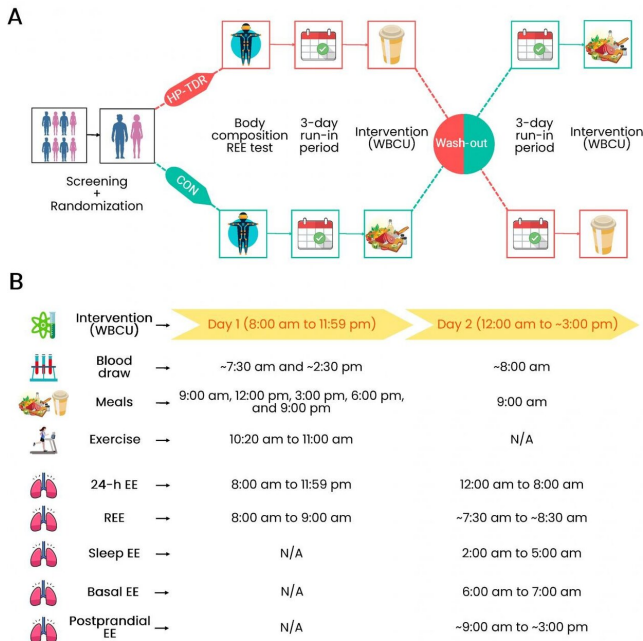 A
HP-TDR
Body
composition
REE test
3-day
run-in
period
Intervention
(WBCU)
Wash-out
3-day
run-in
period
Intervention
(WBCU)
Screening
+
Randomization
CON
B
Intervention
(WBCU)
Day 1 (8:00 am to 11:59 pm)
Day 2 (12:00 am to ~3:00 pm)
Blood
draw
~7:30 am and ~2:30 pm
~8:00 am
Meals
9:00 am, 12:00 pm, 3:00 pm, 6:00 pm,
and 9:00 pm
9:00 am
Exercise
10:20 am to 11:00 am
N/A
24-h EE
8:00 am to 11:59 pm
12:00 am to 8:00 am
REE
8:00 am to 9:00 am
~7:30 am to ~8:30 am
Sleep EE
N/A
2:00 am to 5:00 am
Basal EE
N/A
6:00 am to 7:00 am
Postprandial
EE
N/A
~9:00 am to ~3:00 pm